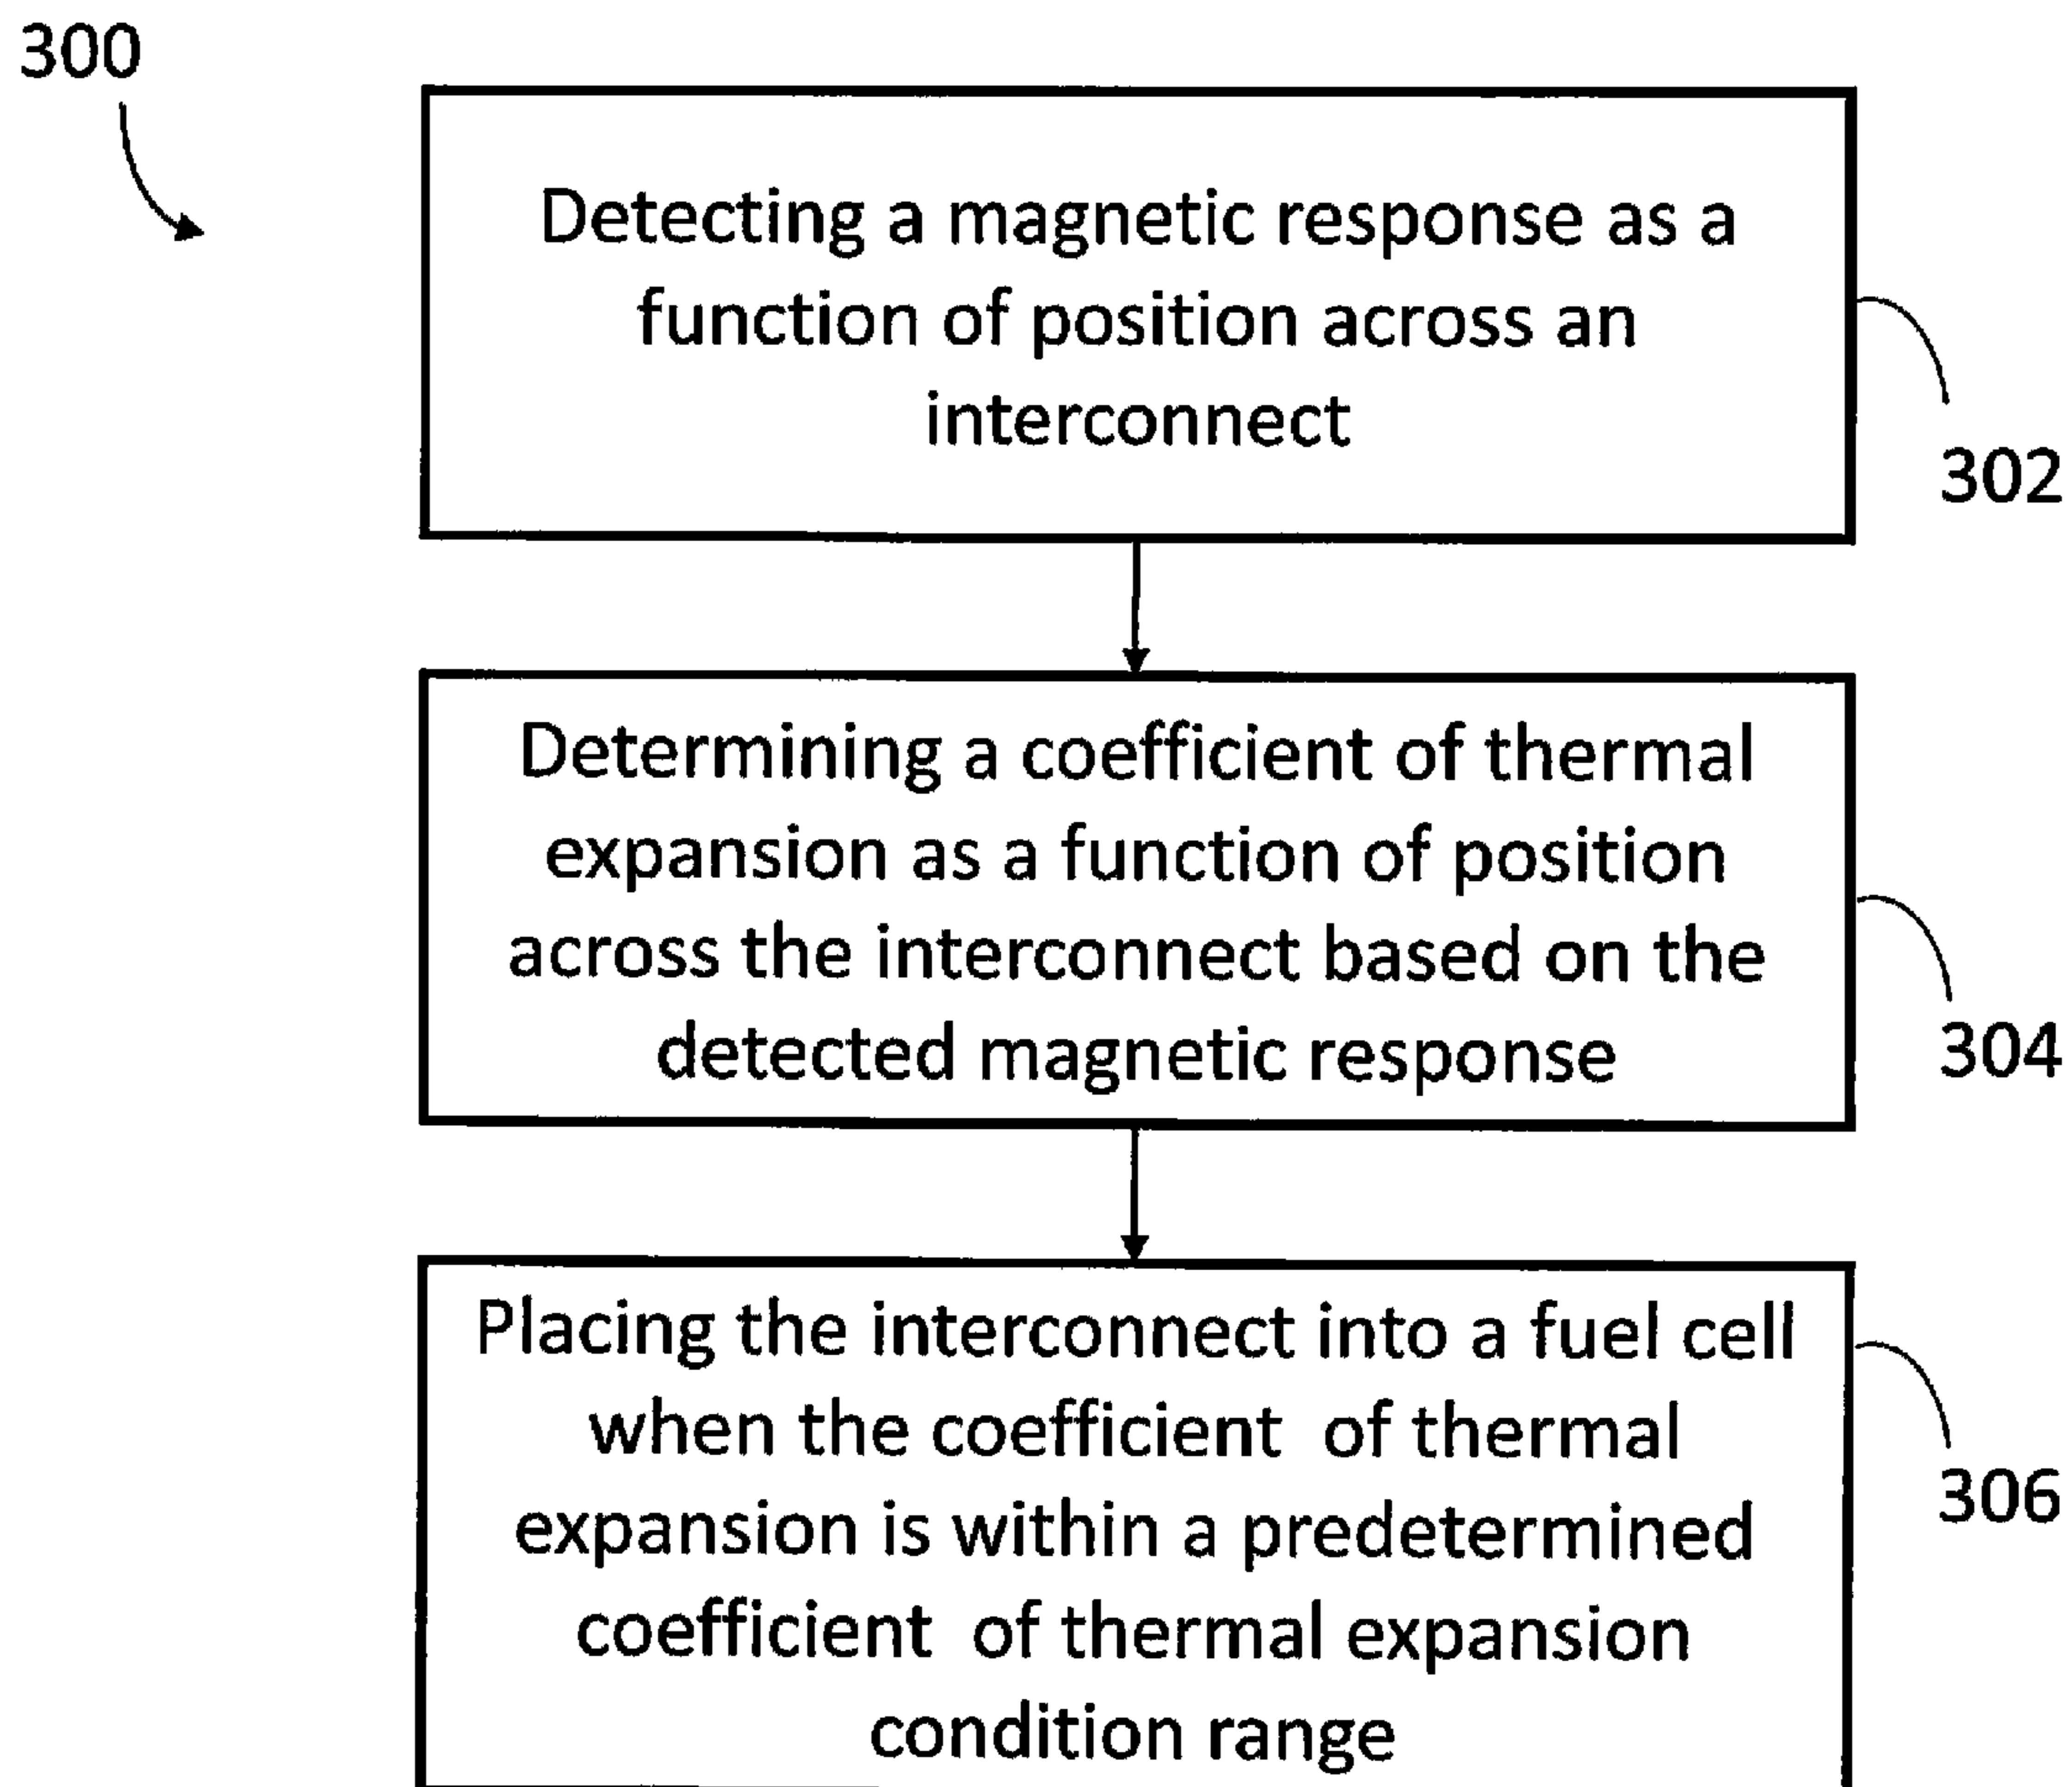 300
Detecting a magnetic response as a
function of position across an
interconnect
302
Determining a coefficient of thermal
expansion as a function of position
across the interconnect based on the
detected magnetic response
304
Placing the interconnect into a fuel cell
when the coefficient of thermal
expansion is within a predetermined
coefficient of thermal expansion
condition range
306